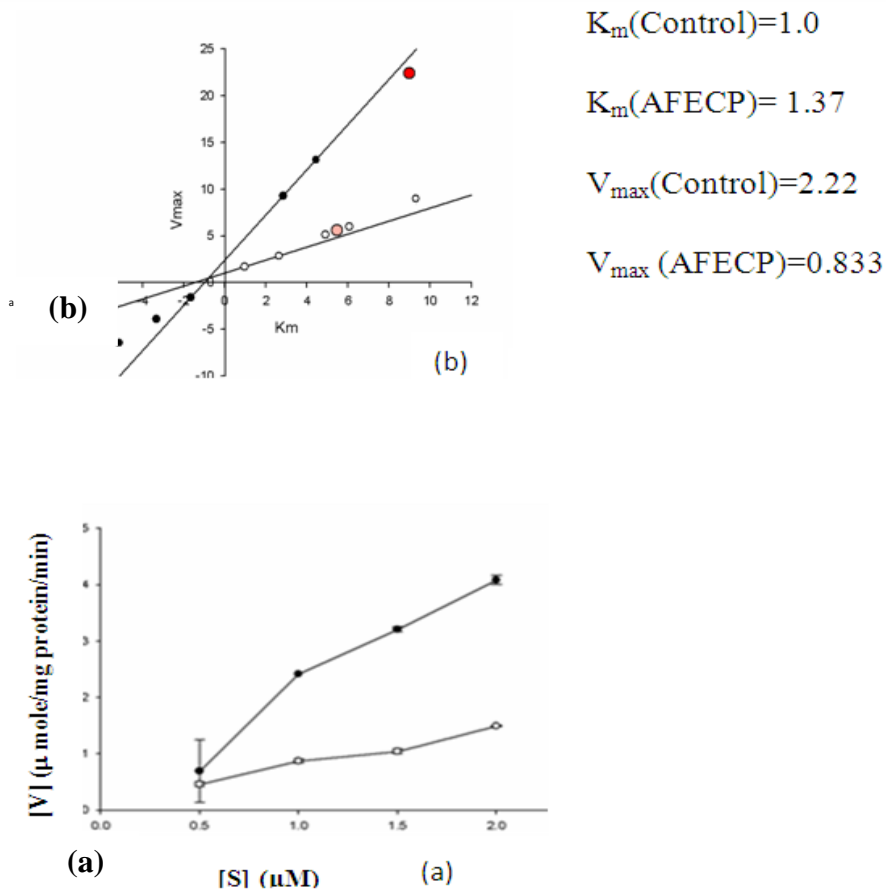 25
20
15
10
5
-5
-10
Vmax
-4 -2 0 2 4 6 8 10 12
Km
a
(b)
(b)
Km(Control)=1.0
Km(AFECP)= 1.37
Vmax(Control)=2.22
Vmax (AFECP)=0.833
[V] (μ mole/mg protein/min)
5
4
3
2
1
0
0.0 0.5 1.0 1.5 2.0
(a)
[S] (μM)
(a)